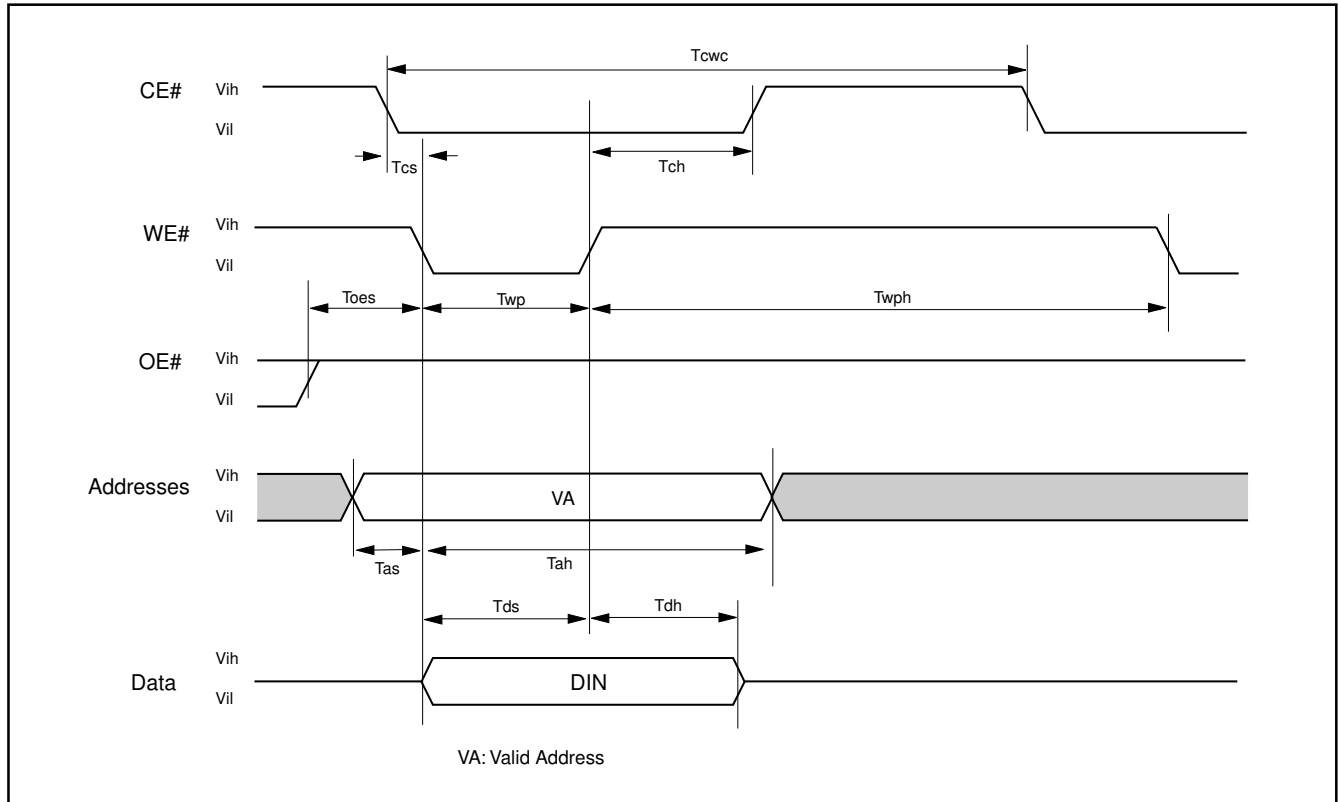 Tcwc
CE#
Vih
Vil
Tcs
Tch
WE#
Vih
Vil
Toes
Twp
Twph
OE#
Vih
Vil
Addresses
Vih
VA
Vil
Tas
Tah
Tds
Tdh
Data
Vih
DIN
Vil
VA: Valid Address